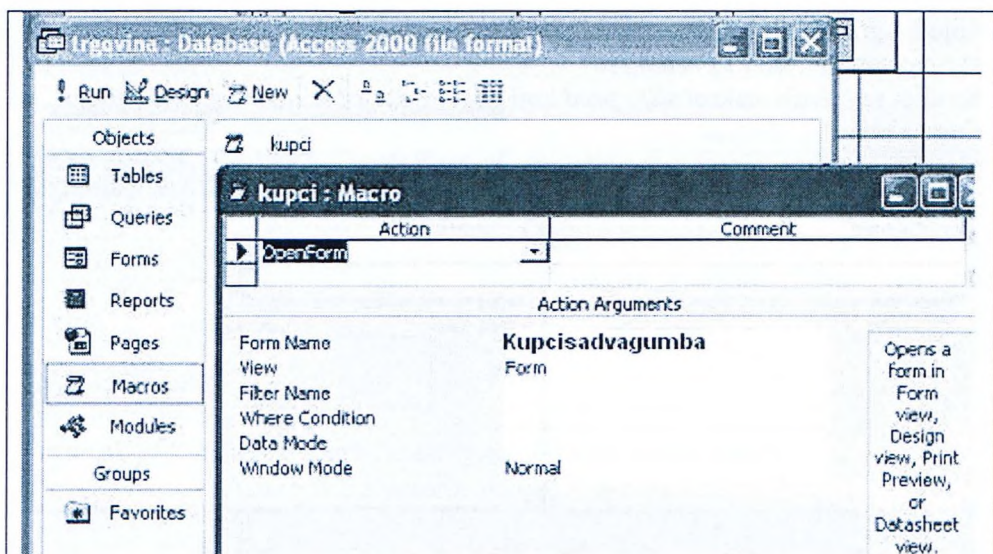 trgovina - Database (Access 2000 file format)
Run Design New
Objects
Tables
Queries
Forms
Reports
Pages
Macros
Modules
Groups
Favorites
kupci
kupci : Macro
Action Comment
OpenForm
Action Arguments
Form Name Kupcisadvagumba
View Form
Filter Name
Where Condition
Data Mode
Window Mode Normal
Opens a
form in
Form
view,
Design
view, Print
Preview,
or
Datasheet
view.